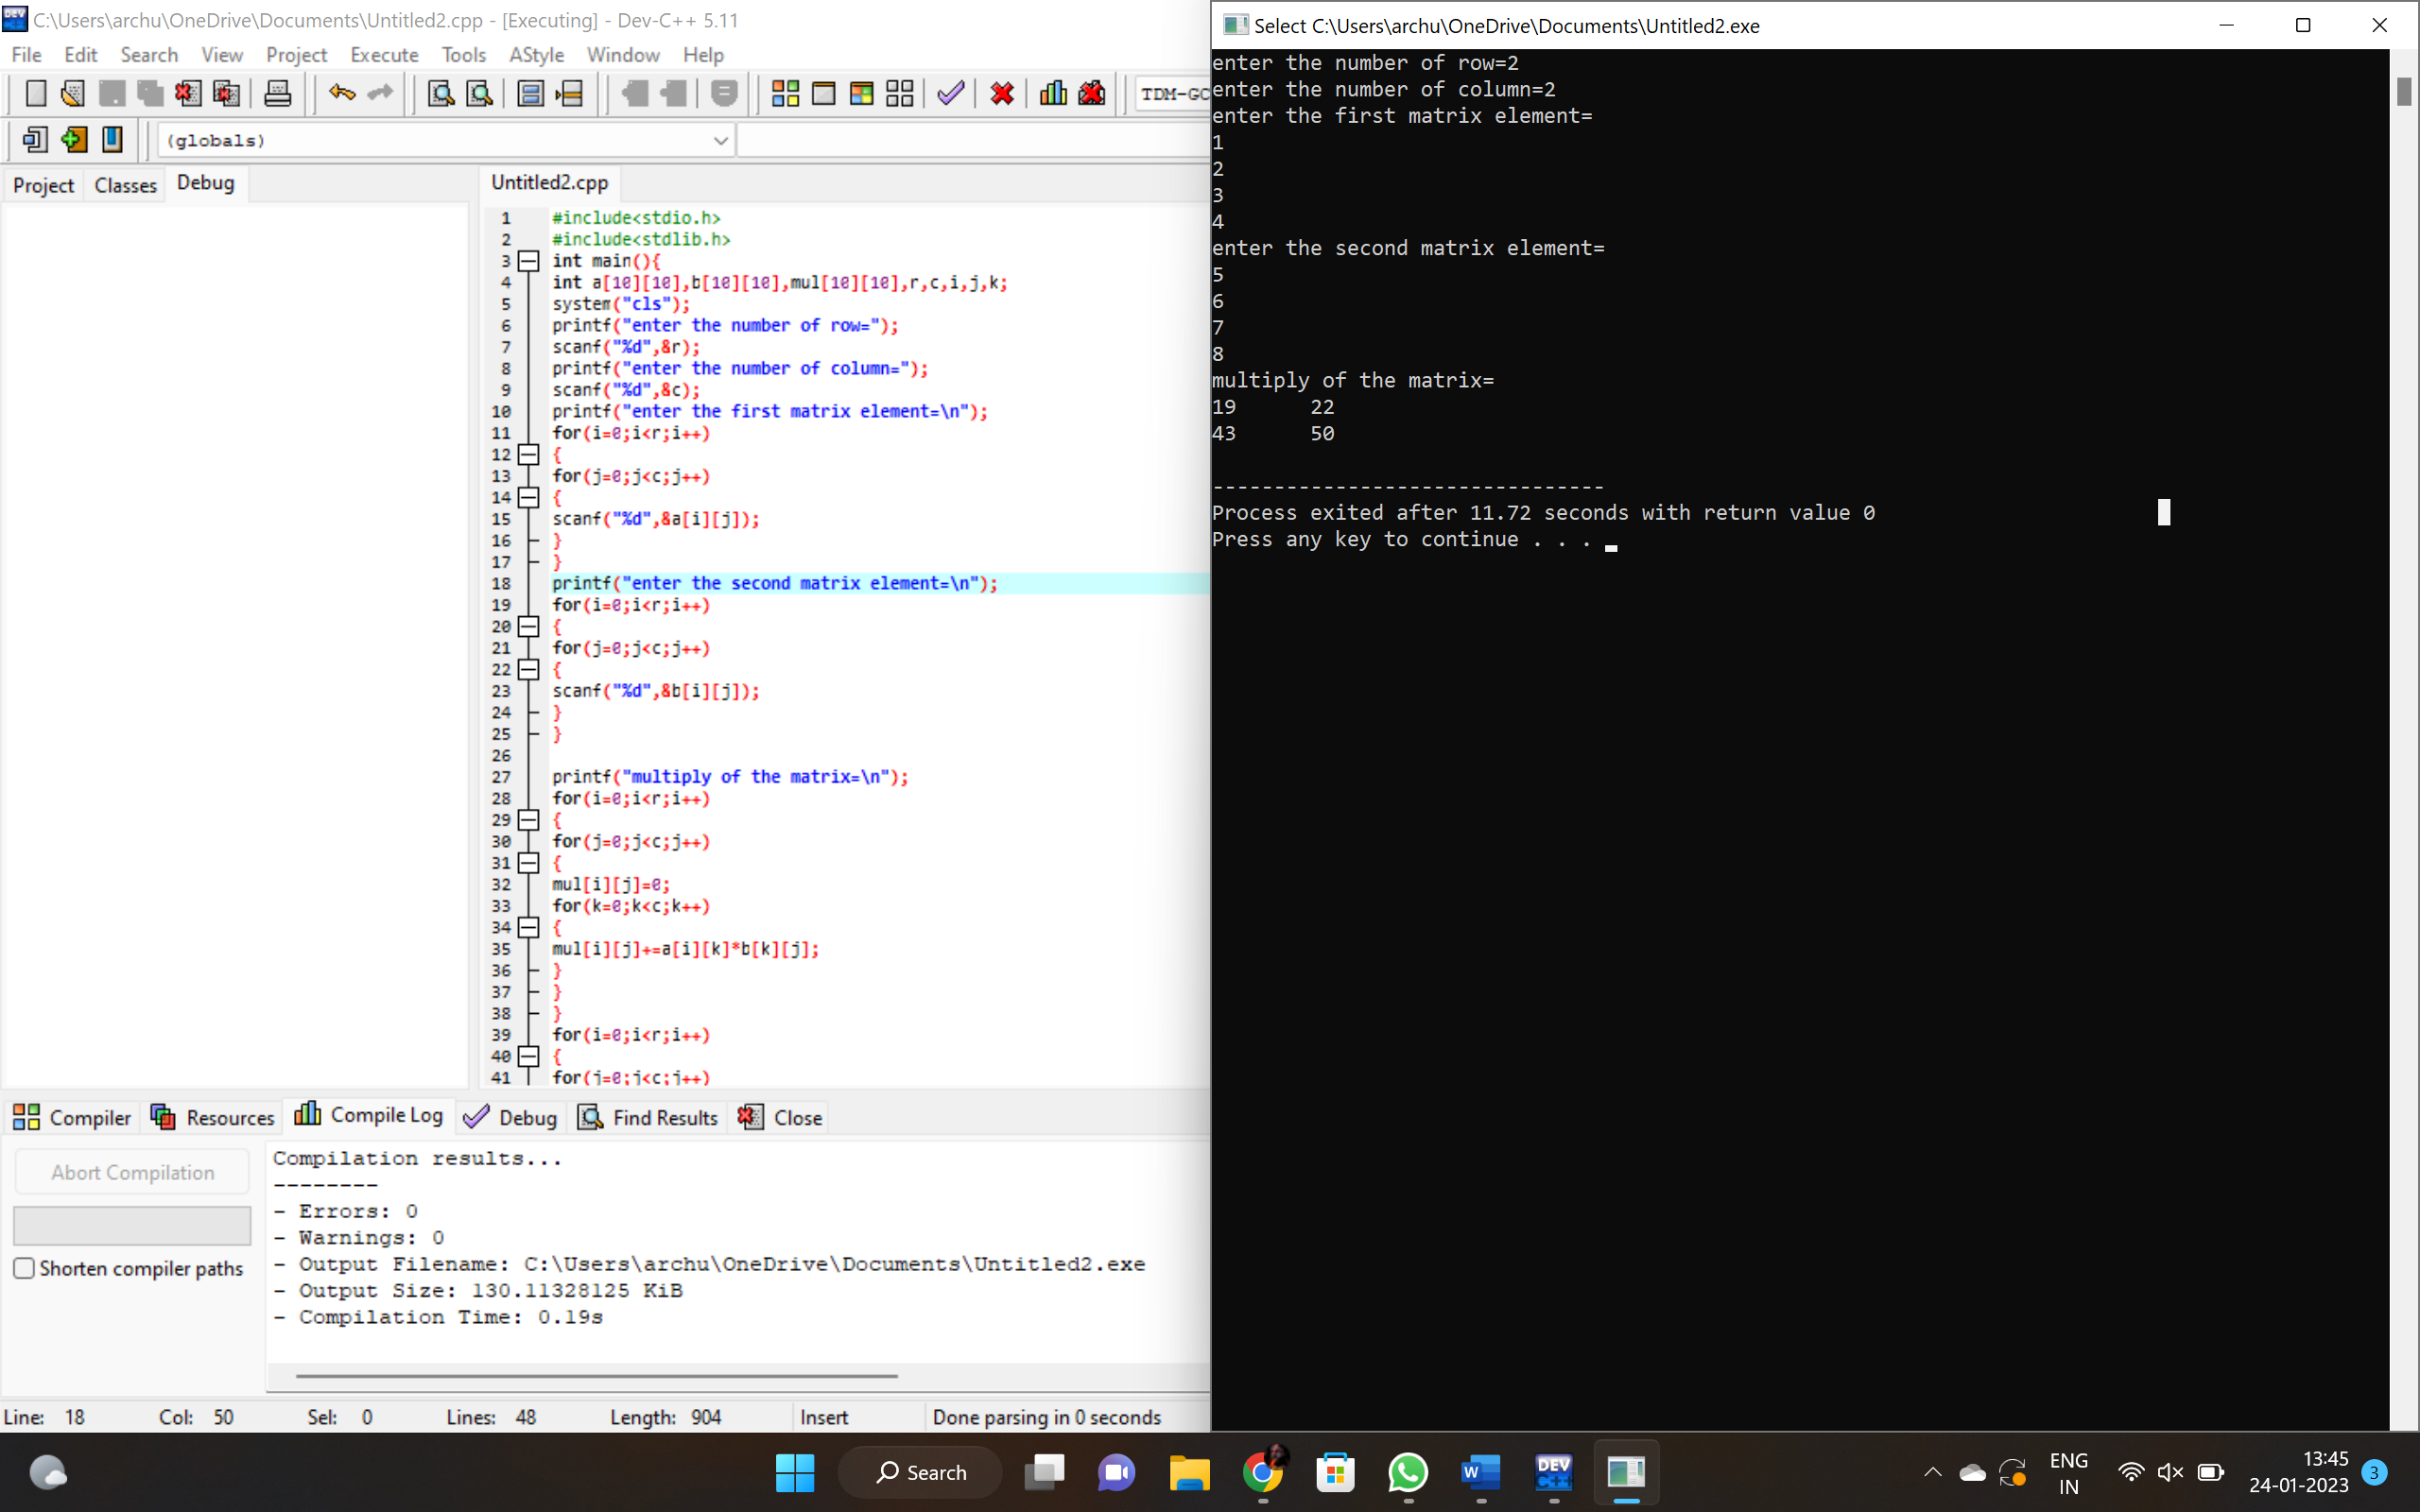 C:\Users\archu\OneDrive\Documents\Untitled2.cpp - [Executing] - Dev-C++ 5.11
File Edit Search View Project Execute Tools AStyle Window Help
TDM-GC
(globals)
Project Classes Debug
Untitled2.cpp
1 #include<stdio.h>
2 #include<stdlib.h>
3 int main(){
4 int a[10][10],b[10][10],mul[10][10],r,c,i,j,k;
5 system("cls");
6 printf("enter the number of row=");
7 scanf("%d",&r);
8 printf("enter the number of column=");
9 scanf("%d",&c);
10 printf("enter the first matrix element=\n");
11 for(i=0;i<r;i++)
12 {
13 for(j=0;j<c;j++)
14 {
15 scanf("%d",&a[i][j]);
16 }
17 }
18 printf("enter the second matrix element=\n");
19 for(i=0;i<r;i++)
20 {
21 for(j=0;j<c;j++)
22 {
23 scanf("%d",&b[i][j]);
24 }
25 }
26
27 printf("multiply of the matrix=\n");
28 for(i=0;i<r;i++)
29 {
30 for(j=0;j<c;j++)
31 {
32 mul[i][j]=0;
33 for(k=0;k<c;k++)
34 {
35 mul[i][j]+=a[i][k]*b[k][j];
36 }
37 }
38 }
39 for(i=0;i<r;i++)
40 {
41 for(j=0;j<c;j++)
Compiler Resources Compile Log Debug Find Results Close
Abort Compilation
Shorten compiler paths
Compilation results...
--------
- Errors: 0
- Warnings: 0
- Output Filename: C:\Users\archu\OneDrive\Documents\Untitled2.exe
- Output Size: 130.11328125 KiB
- Compilation Time: 0.19s
Line: 18 Col: 50 Sel: 0 Lines: 48 Length: 904 Insert Done parsing in 0 seconds
Select C:\Users\archu\OneDrive\Documents\Untitled2.exe
enter the number of row=2
enter the number of column=2
enter the first matrix element=
1
2
3
4
enter the second matrix element=
5
6
7
8
multiply of the matrix=
19 22
43 50
--------------------------------
Process exited after 11.72 seconds with return value 0
Press any key to continue . . .
Search
DEV C++
W
ENG
IN
13:45
24-01-2023
3